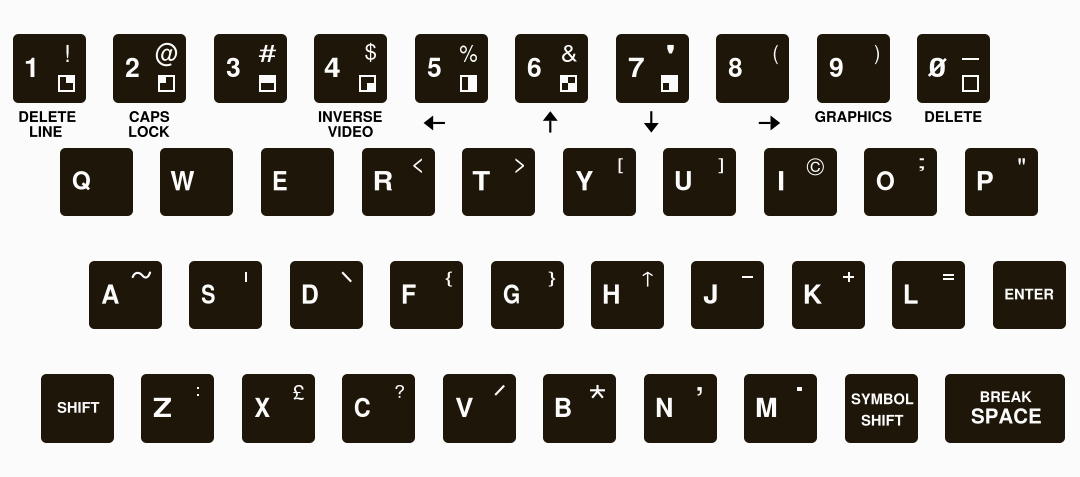 1 ! 2 @ 3 # 4 $ 5 % 6 & 7 ' 8 ( 9 ) 0 _
DELETE LINE CAPS LOCK INVERSE VIDEO ← ↑ ↓ → GRAPHICS DELETE
Q W E R < T > Y [ U ] I © O ; P "
A ~ S | D \ F { G } H ↑ J − K + L = ENTER
SHIFT Z : X £ C ? V / B * N , M . SYMBOL SHIFT BREAK SPACE